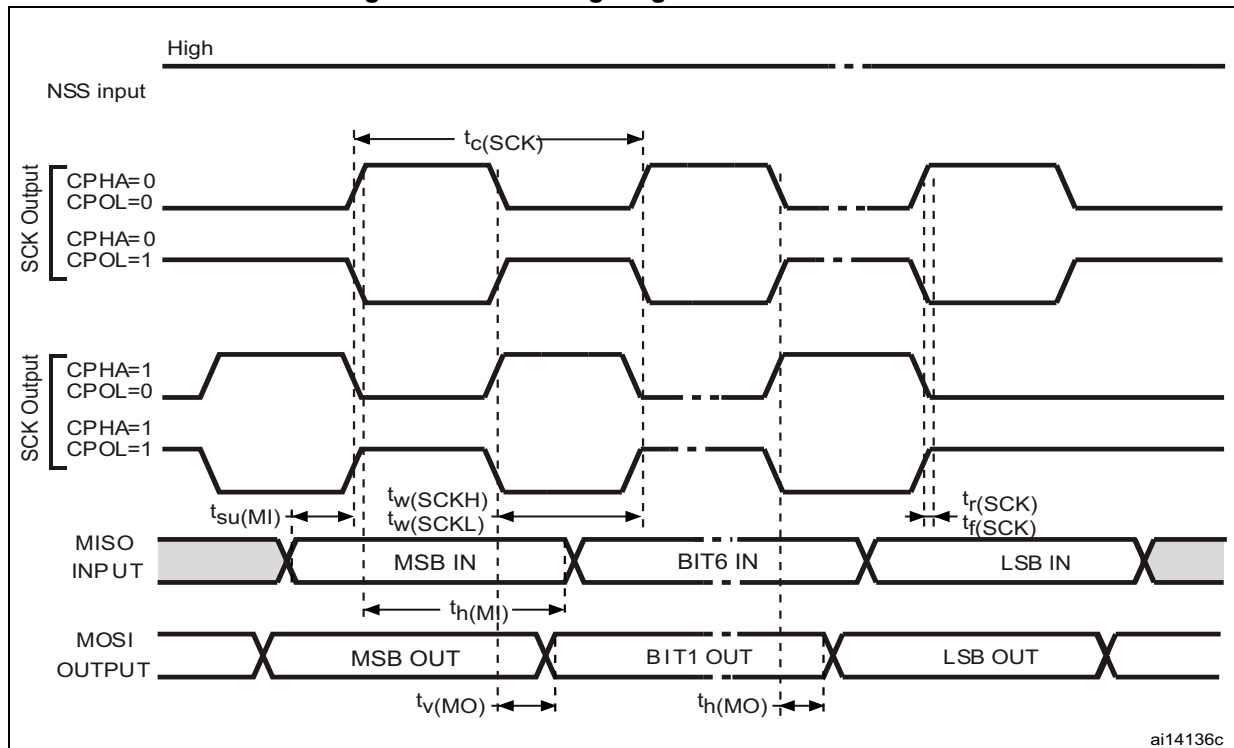 High
NSS input
tc(SCK)
SCK Output
CPHA=0
CPOL=0
CPHA=0
CPOL=1
SCK Output
CPHA=1
CPOL=0
CPHA=1
CPOL=1
tsu(MI)
tw(SCKH)
tw(SCKL)
tr(SCK)
tf(SCK)
MISO
INPUT
MSB IN
BIT6 IN
LSB IN
th(MI)
MOSI
OUTPUT
MSB OUT
BIT1 OUT
LSB OUT
tv(MO)
th(MO)
ai14136c